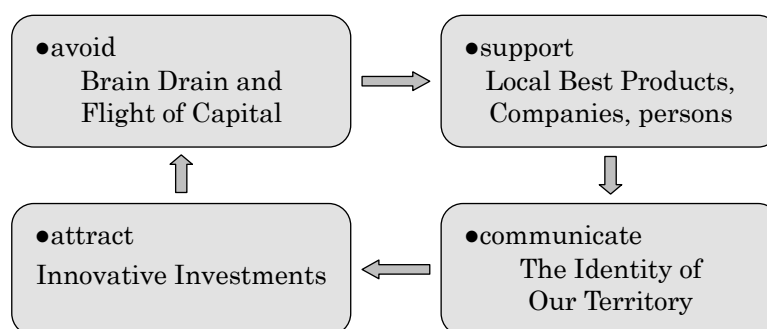 ●avoid
Brain Drain and
Flight of Capital
●support
Local Best Products,
Companies, persons
●attract
Innovative Investments
●communicate
The Identity of
Our Territory